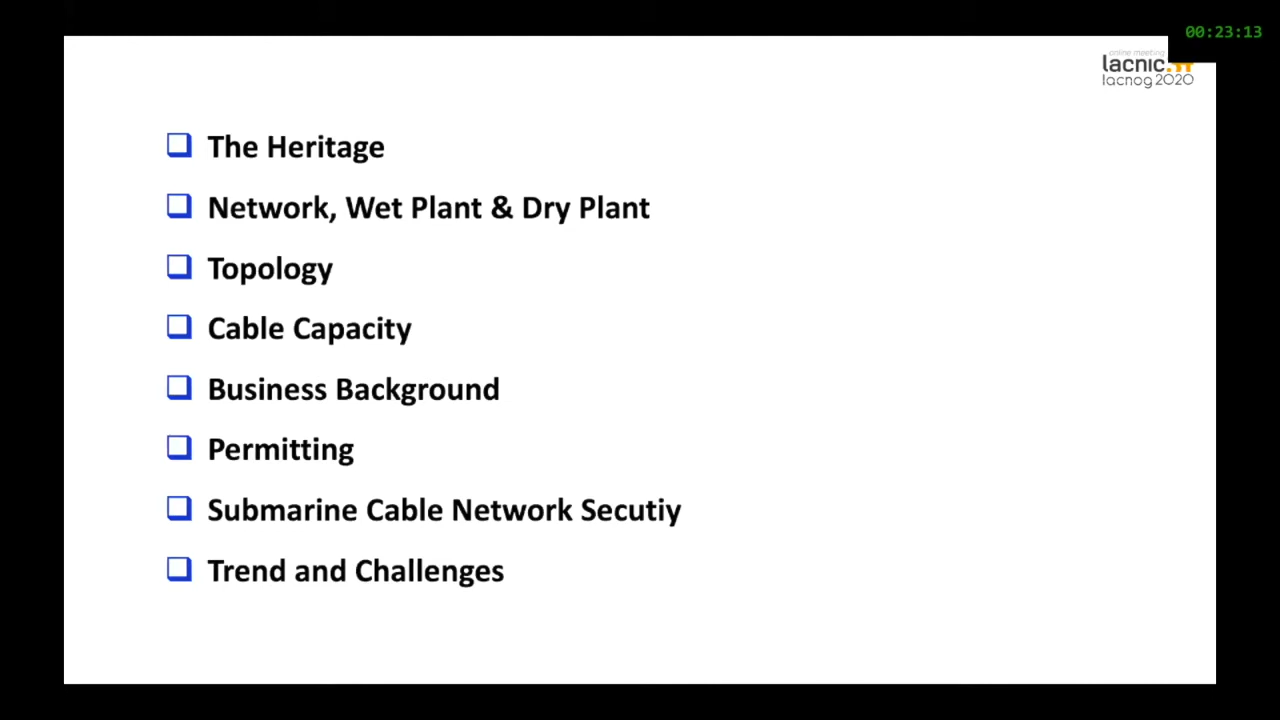 00:23:13
online meeting
lacnic
lacnog 2020
The Heritage
Network, Wet Plant & Dry Plant
Topology
Cable Capacity
Business Background
Permitting
Submarine Cable Network Secutiy
Trend and Challenges